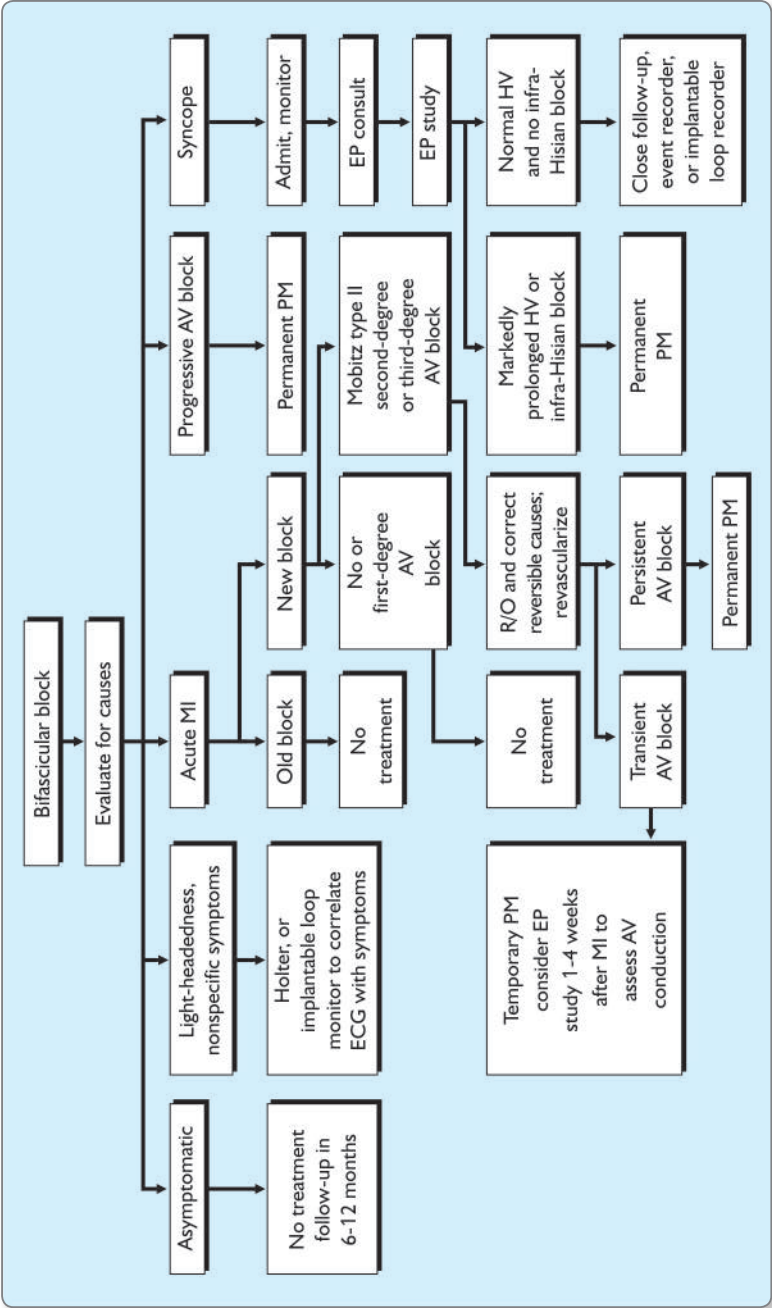 Bifascicular block
Evaluate for causes
Asymptomatic
No treatment
follow-up in
6-12 months
Light-headedness,
nonspecific symptoms
Holter, or
implantable loop
monitor to correlate
ECG with symptoms
Acute MI
Old block
No
treatment
New block
No or
first-degree
AV
block
No
treatment
Mobitz type II
second-degree
or third-degree
AV block
R/O and correct
reversible causes;
revascularize
Transient
AV block
Temporary PM
consider EP
study 1-4 weeks
after MI to
assess AV
conduction
Persistent
AV block
Permanent PM
Progressive AV block
Permanent PM
Syncope
Admit, monitor
EP consult
EP study
Markedly
prolonged HV or
infra-Hisian block
Permanent
PM
Normal HV
and no infra-
Hisian block
Close follow-up,
event recorder,
or implantable
loop recorder